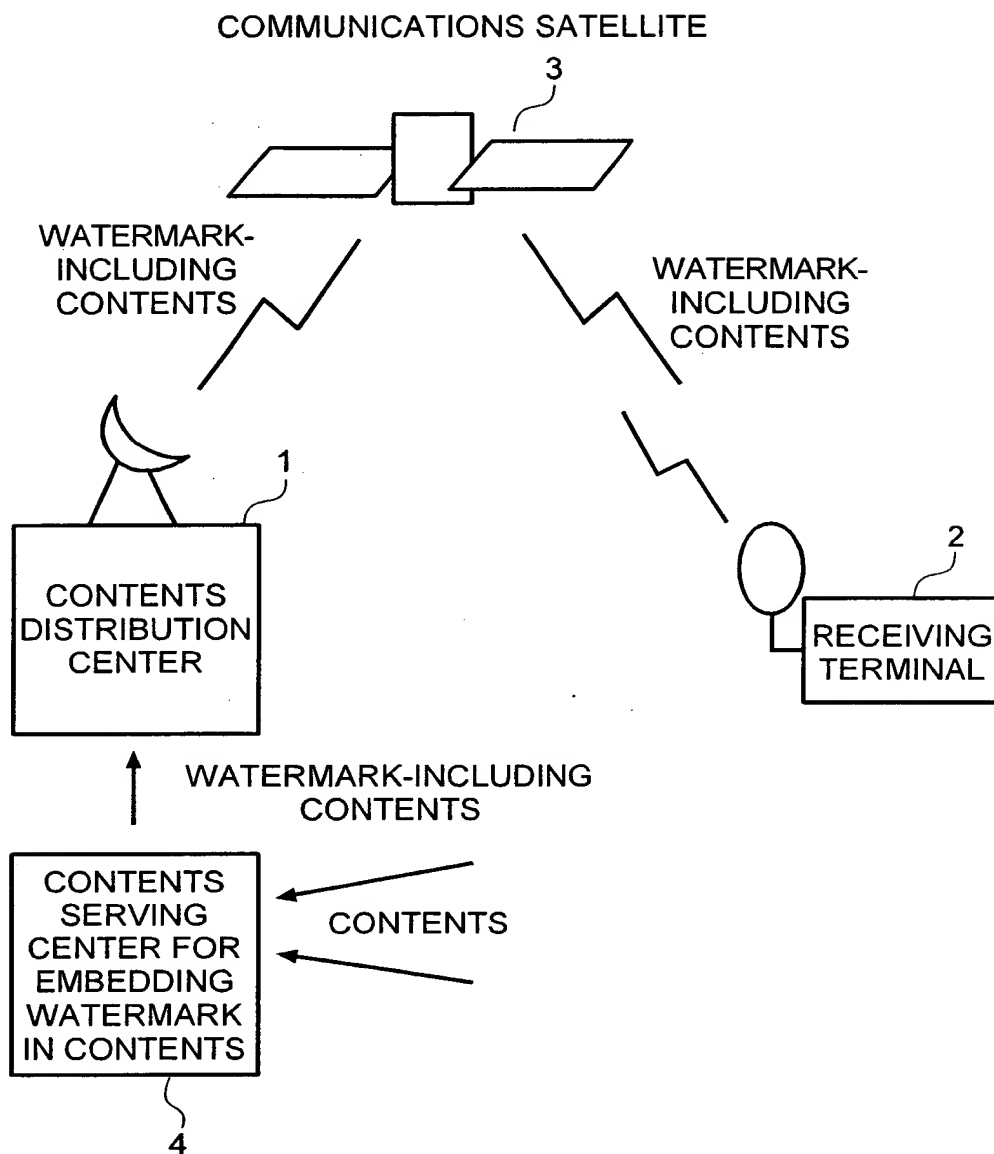 COMMUNICATIONS SATELLITE
3
WATERMARK-
INCLUDING
CONTENTS
WATERMARK-
INCLUDING
CONTENTS
1
CONTENTS
DISTRIBUTION
CENTER
2
RECEIVING
TERMINAL
WATERMARK-INCLUDING
CONTENTS
CONTENTS
SERVING
CENTER FOR
EMBEDDING
WATERMARK
IN CONTENTS
CONTENTS
4